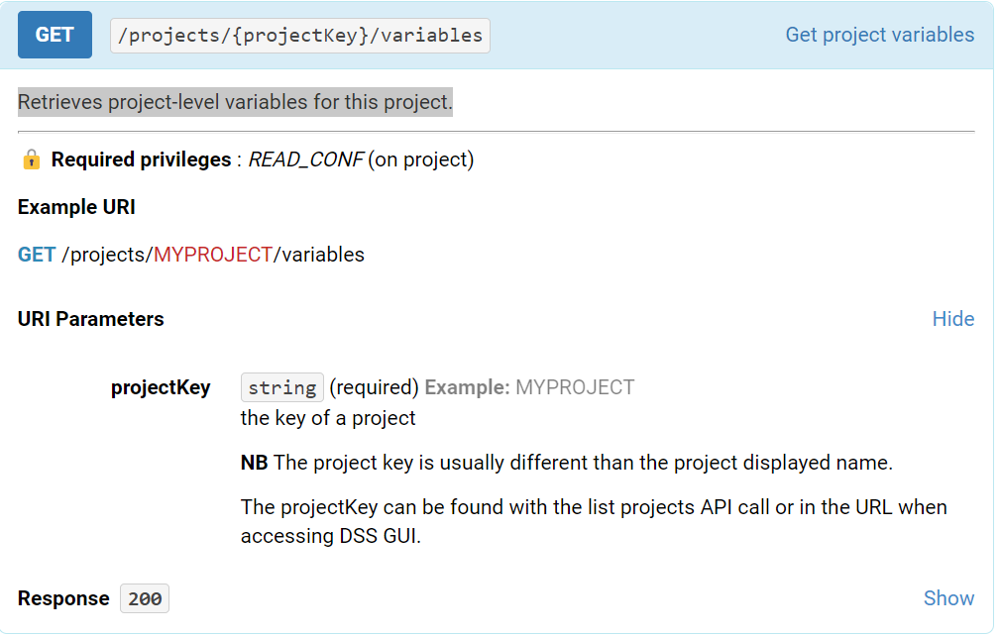 GET /projects/{projectKey}/variables Get project variables
Retrieves project-level variables for this project.
Required privileges : READ_CONF (on project)
Example URI
GET /projects/MYPROJECT/variables
URI Parameters Hide
projectKey string (required) Example: MYPROJECT
the key of a project
NB The project key is usually different than the project displayed name.
The projectKey can be found with the list projects API call or in the URL when
accessing DSS GUI.
Response 200 Show